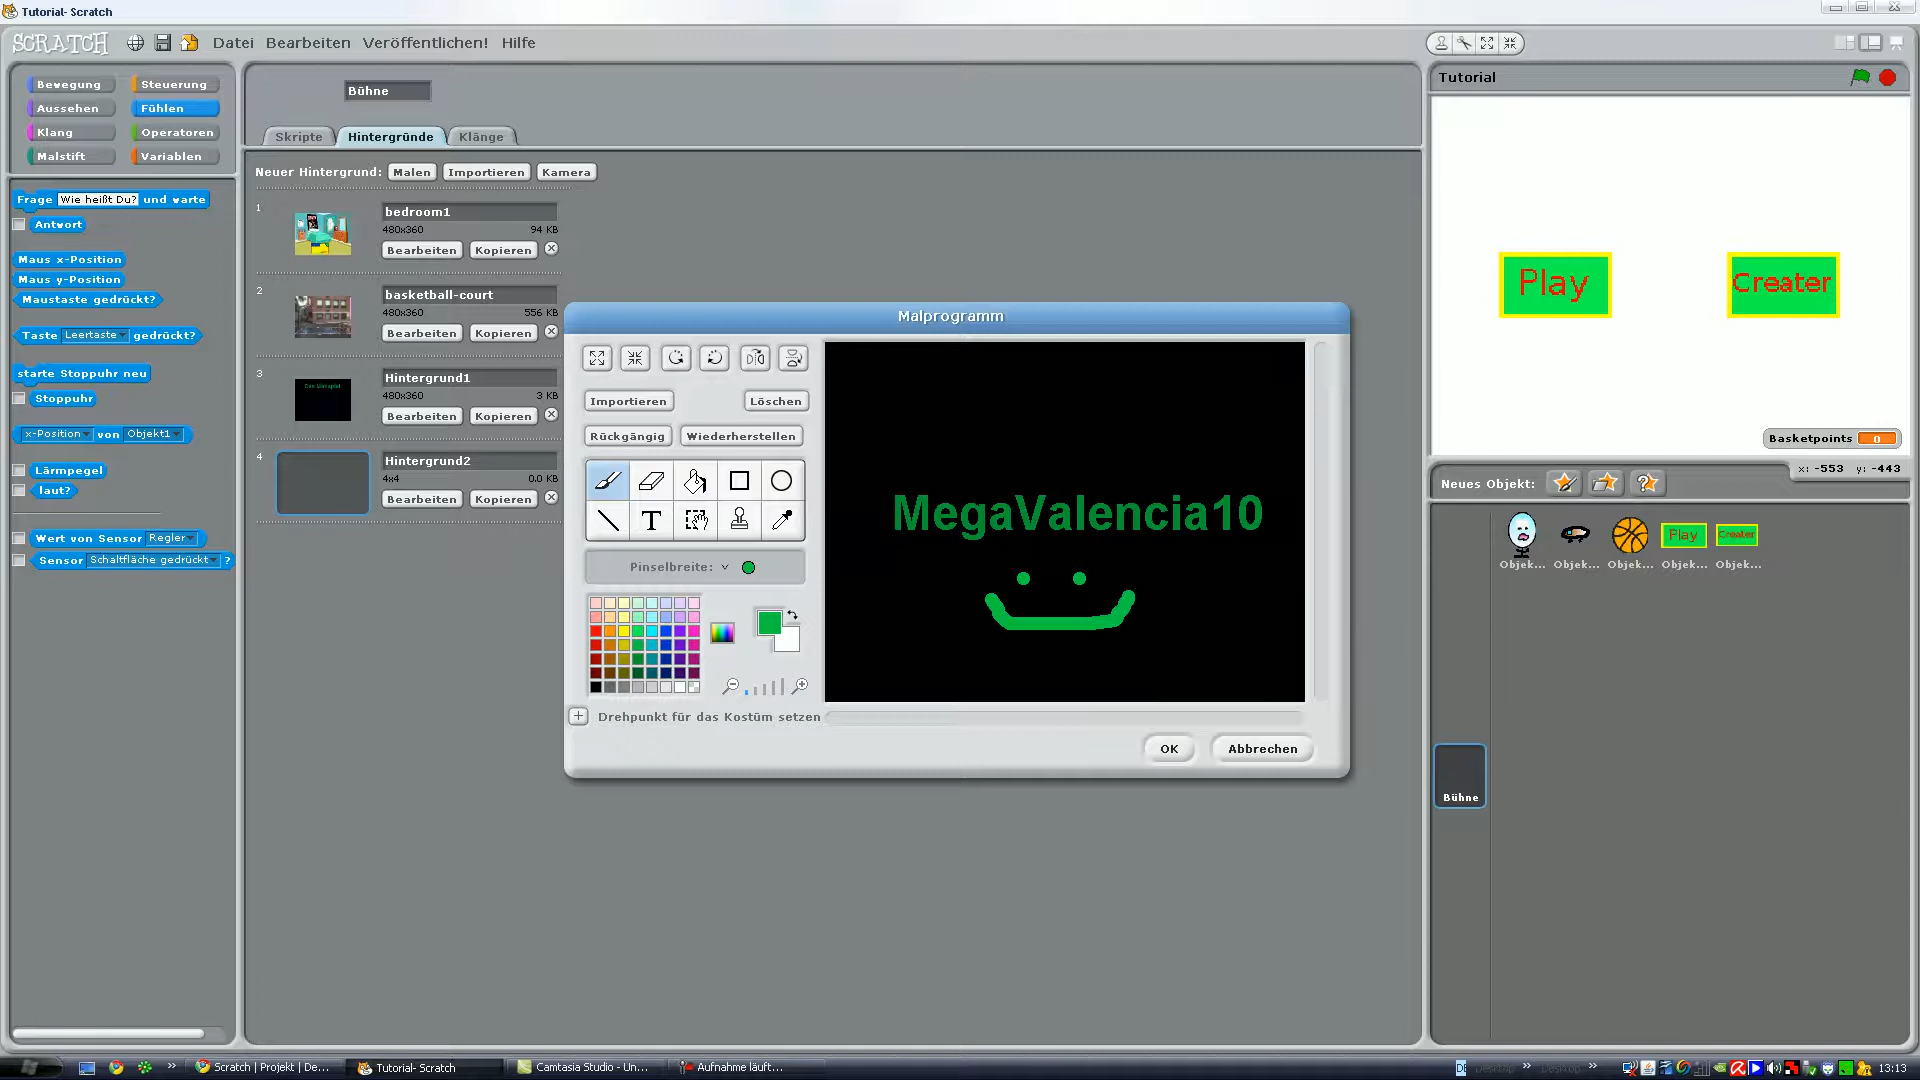 Tutorial- Scratch
SCRATCH
Datei Bearbeiten Veröffentlichen! Hilfe
Bewegung Steuerung
Aussehen Fühlen
Klang Operatoren
Malstift Variablen
Frage Wie heißt Du? und warte
Antwort
Maus x-Position
Maus y-Position
Maustaste gedrückt?
Taste Leertaste gedrückt?
starte Stoppuhr neu
Stoppuhr
x-Position von Objekt1
Lärmpegel
laut?
Wert von Sensor Regler
Sensor Schaltfläche gedrückt ?
Bühne
Skripte Hintergründe Klänge
Neuer Hintergrund: Malen Importieren Kamera
1
bedroom1
480x360 94 KB
Bearbeiten Kopieren
2
basketball-court
480x360 556 KB
Bearbeiten Kopieren
3
Hintergrund1
480x360 3 KB
Bearbeiten Kopieren
4
Hintergrund2
4x4 0.0 KB
Bearbeiten Kopieren
Malprogramm
Importieren Löschen
Rückgängig Wiederherstellen
T
Pinselbreite:
Drehpunkt für das Kostüm setzen
MegaValencia10
OK Abbrechen
Tutorial
Play Creater
Basketpoints 0
x: -553 y: -443
Neues Objekt:
Play Creater
Objek... Objek... Objek... Objek... Objek...
Bühne
Scratch | Projekt | De... Tutorial- Scratch Camtasia Studio - Un... Aufnahme läuft... DE Desktop Desktop 13:13